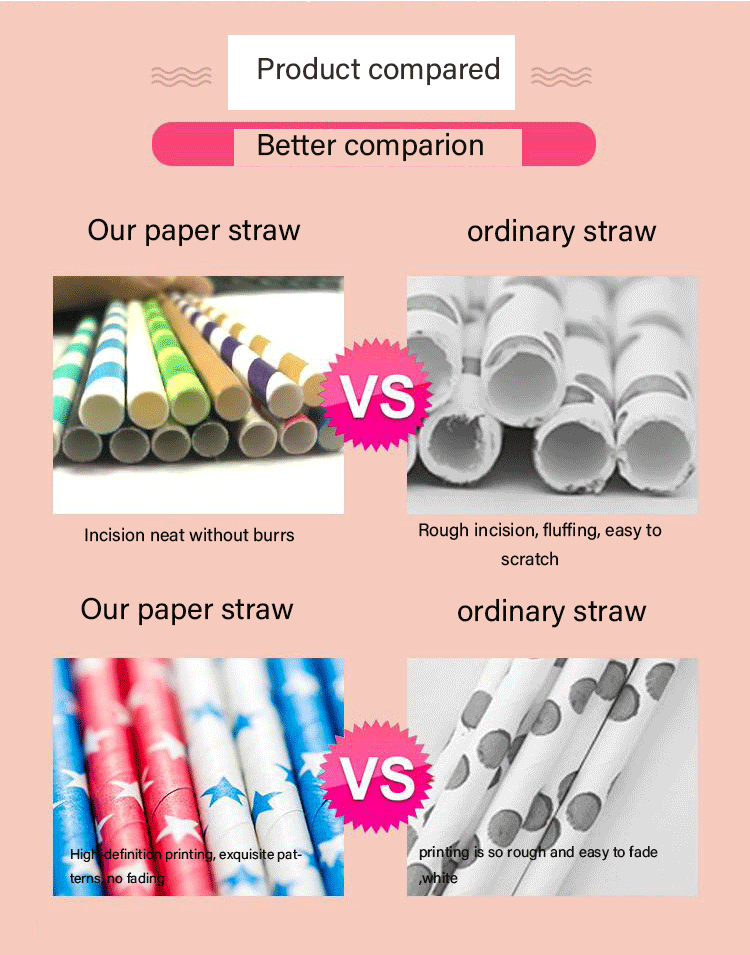 Product compared
Better comparion
Our paper straw
ordinary straw
VS
Incision neat without burrs
Rough incision, fluffing, easy to
scratch
Our paper straw
ordinary straw
VS
High-definition printing, exquisite pat-
terns, no fading
printing is so rough and easy to fade
,white